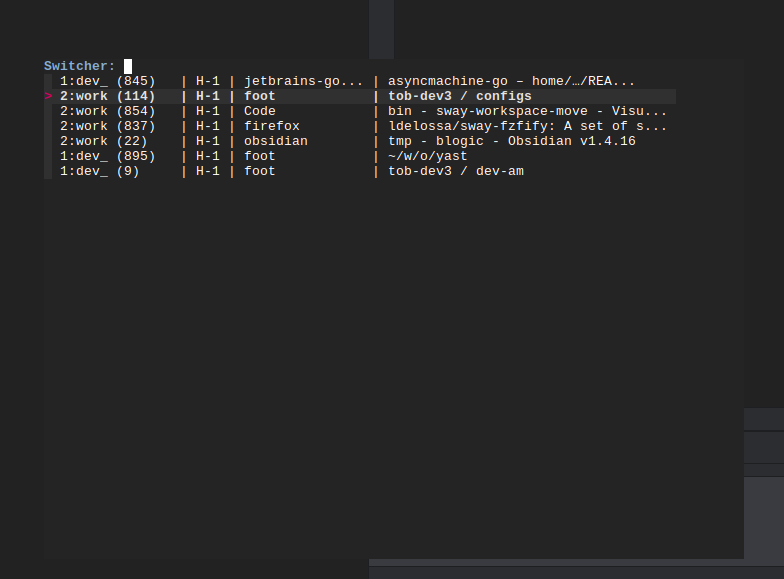 Switcher:
1:dev_ (845) | H-1 | jetbrains-go... | asyncmachine-go – home/…/REA...
> 2:work (114) | H-1 | foot | tob-dev3 / configs
2:work (854) | H-1 | Code | bin - sway-workspace-move - Visu...
2:work (837) | H-1 | firefox | ldelossa/sway-fzfify: A set of s...
2:work (22) | H-1 | obsidian | tmp - blogic - Obsidian v1.4.16
1:dev_ (895) | H-1 | foot | ~/w/o/yast
1:dev_ (9) | H-1 | foot | tob-dev3 / dev-am